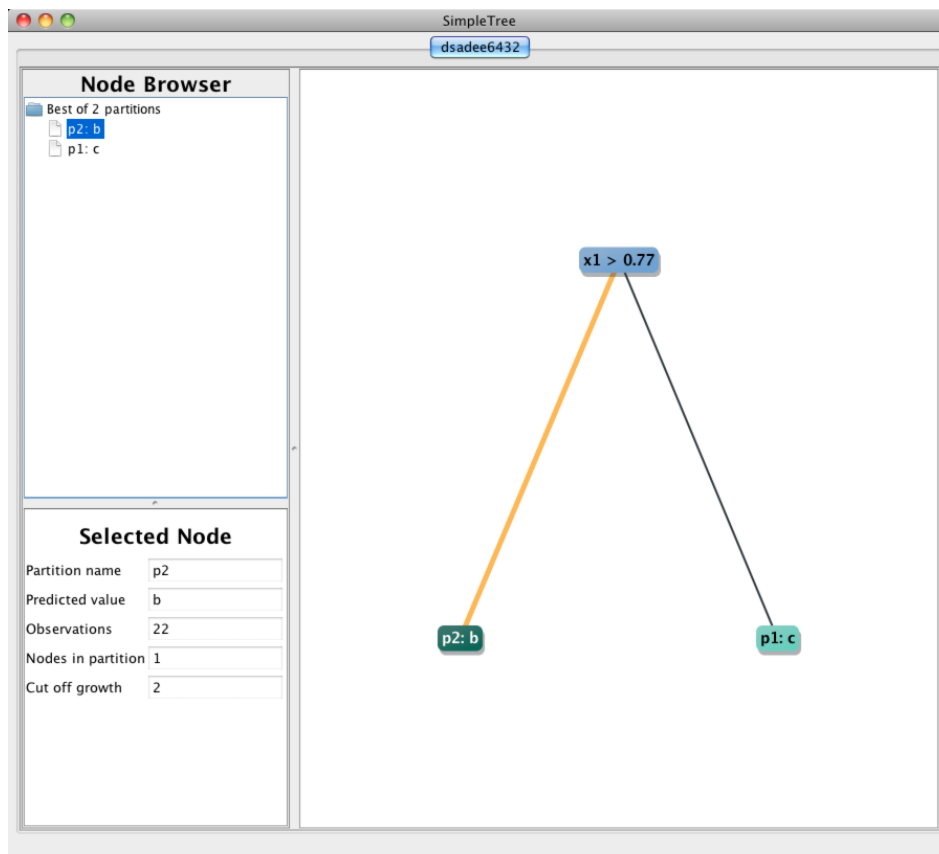 SimpleTree
dsadee6432
Node Browser
Best of 2 partitions
p2: b
p1: c
Selected Node
Partition name p2
Predicted value b
Observations 22
Nodes in partition 1
Cut off growth 2
x1 > 0.77
p2: b
p1: c